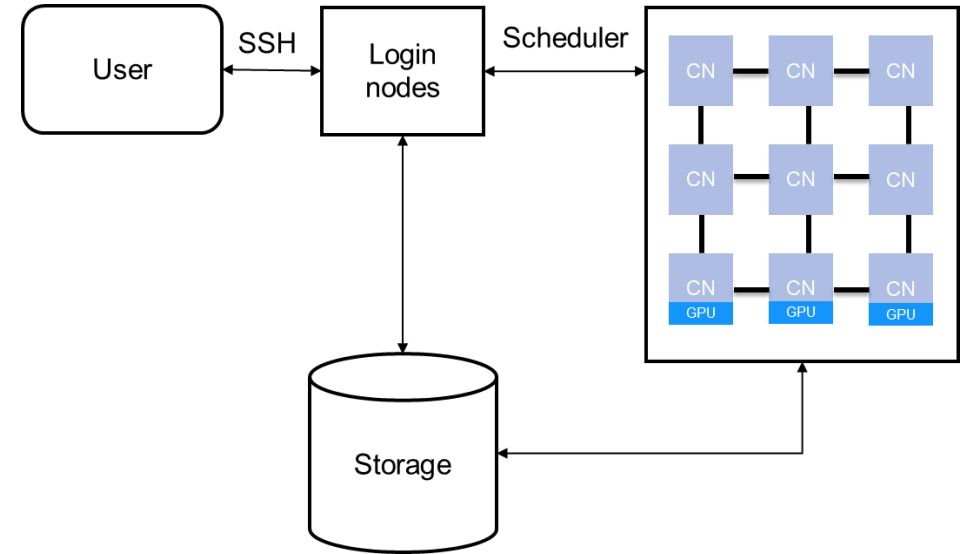 User
SSH
Login
nodes
Scheduler
CN
CN
CN
CN
CN
CN
CN
CN
CN
GPU
GPU
GPU
Storage